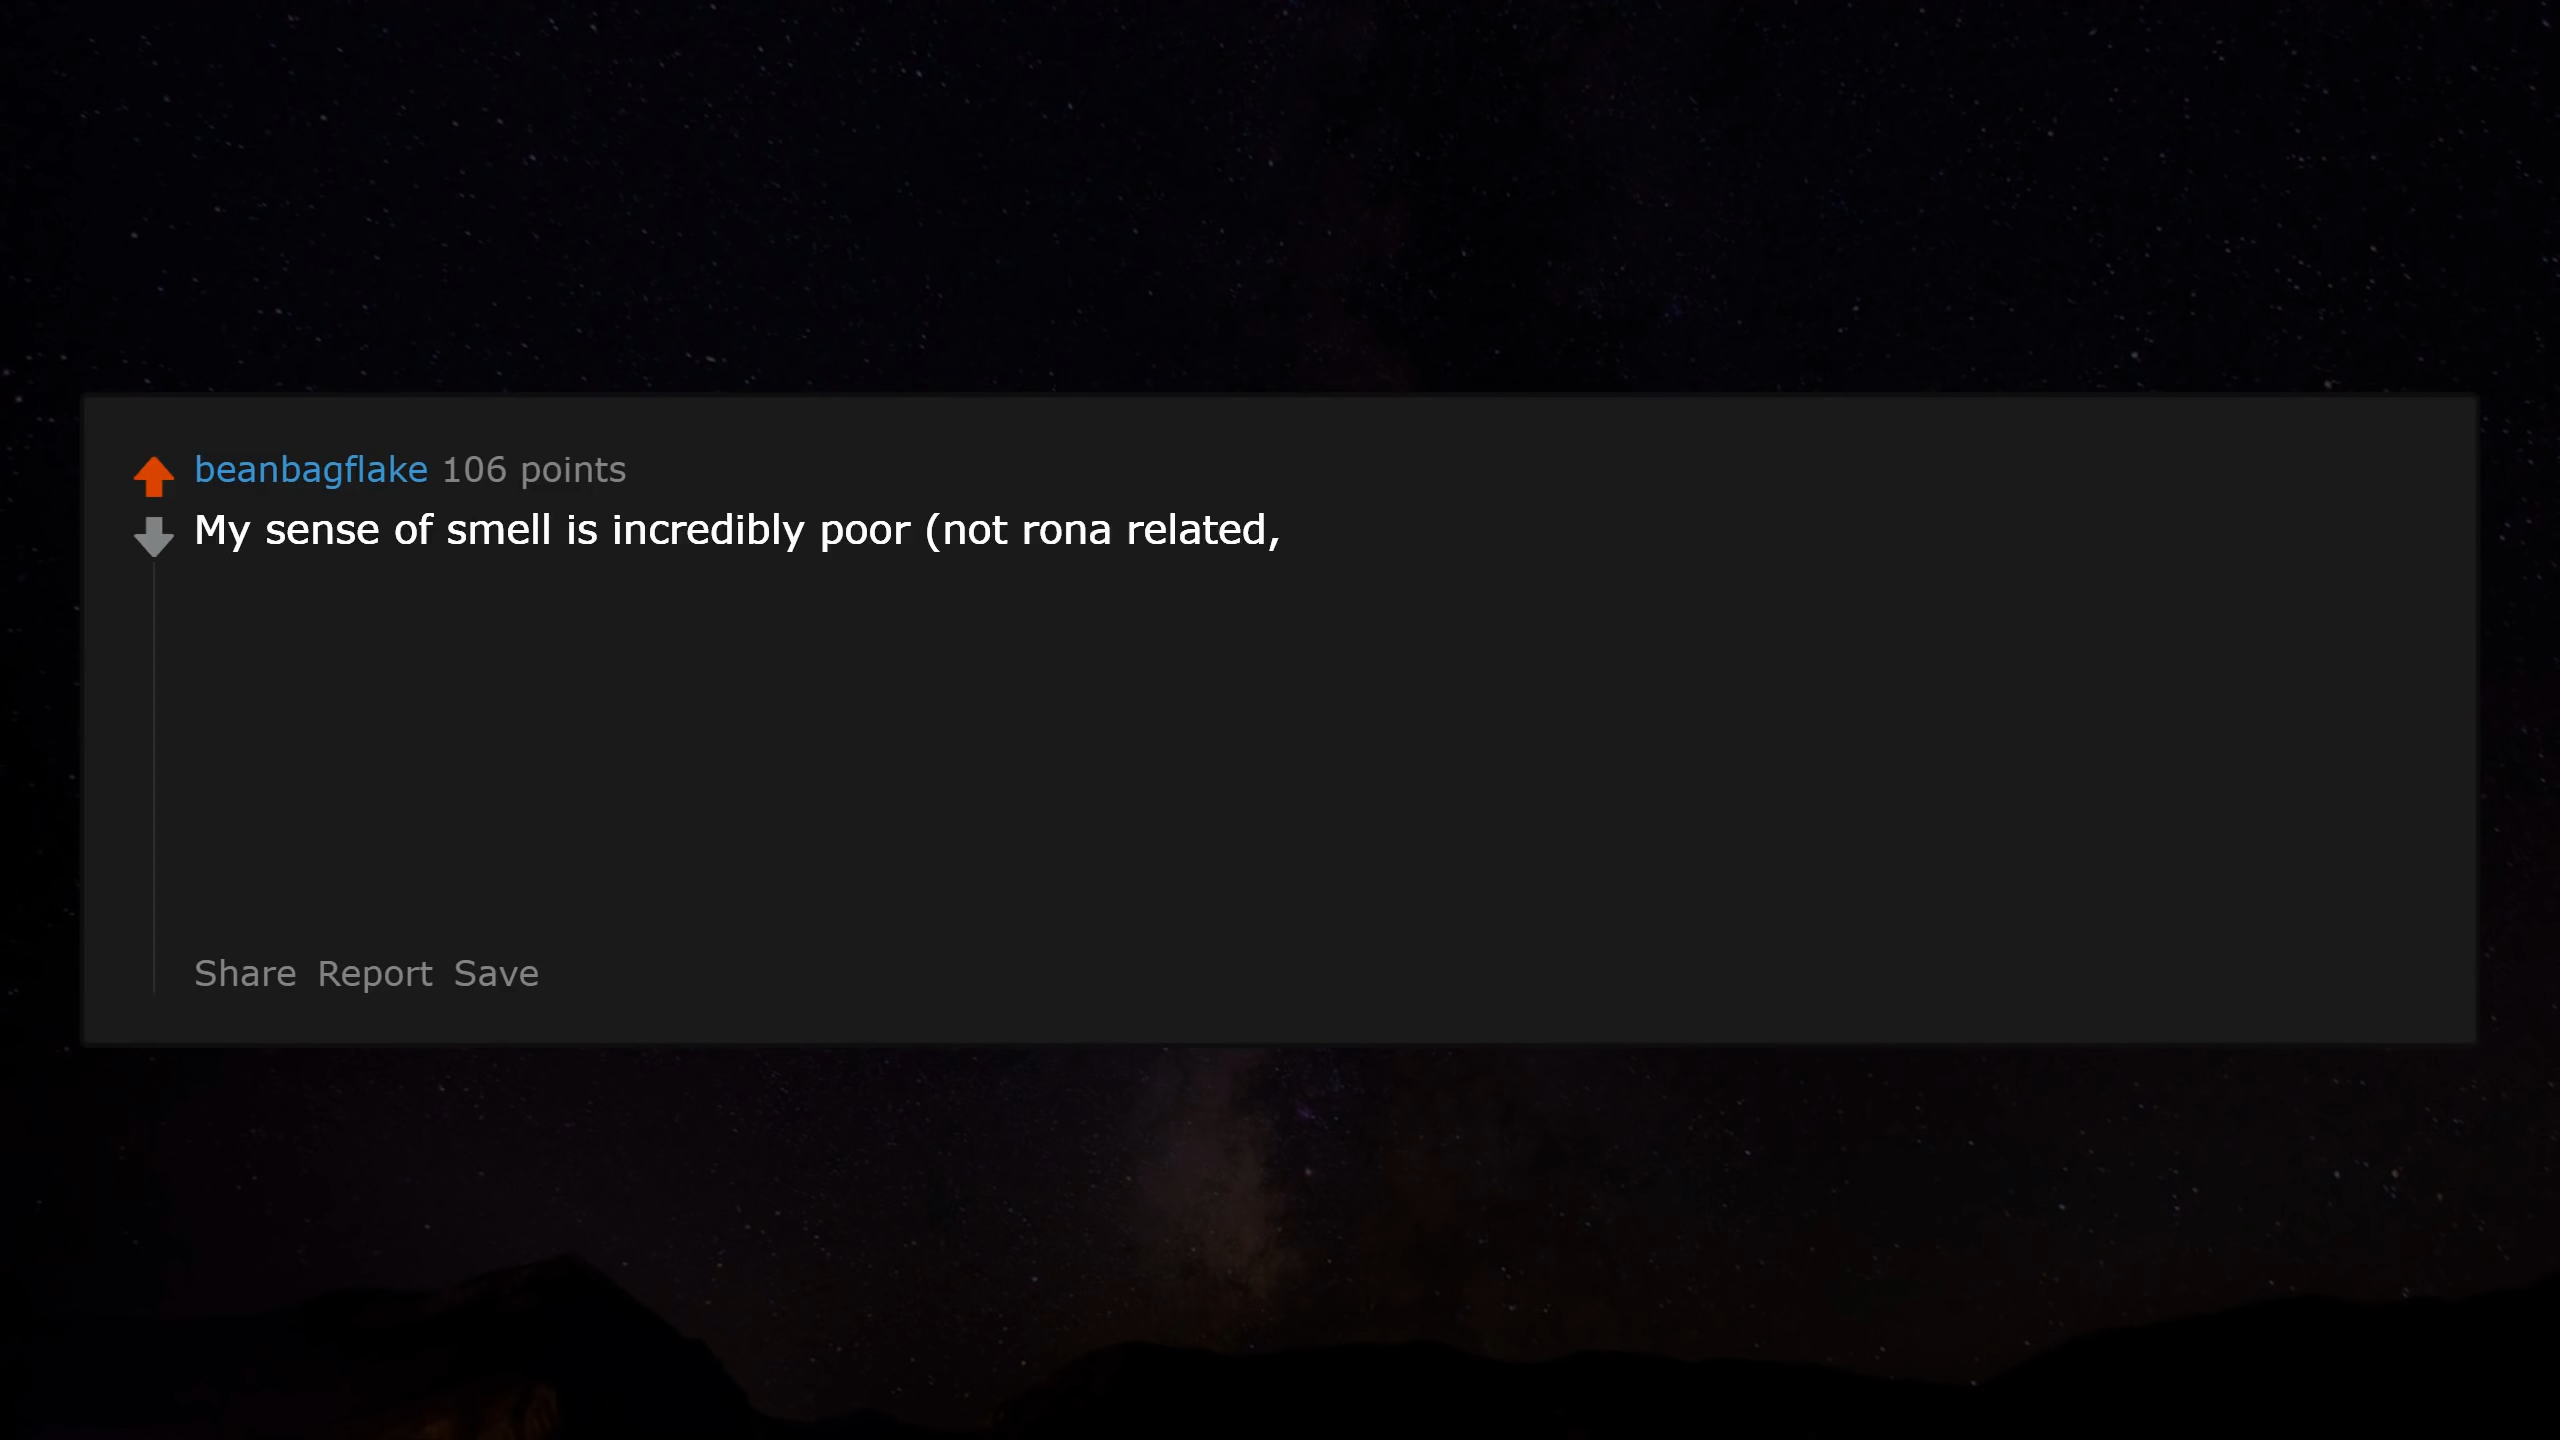 beanbagflake 106 points
My sense of smell is incredibly poor (not rona related,
Share Report Save